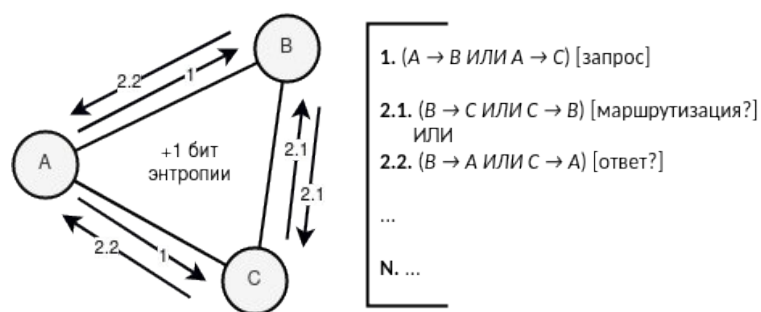 B
2.2
1
A
+1 бит
энтропии
2.1
2.1
2.2
1
C
1. (A → B ИЛИ A → C) [запрос]
2.1. (B → C ИЛИ C → B) [маршрутизация?]
ИЛИ
2.2. (B → A ИЛИ C → A) [ответ?]
...
N. ...